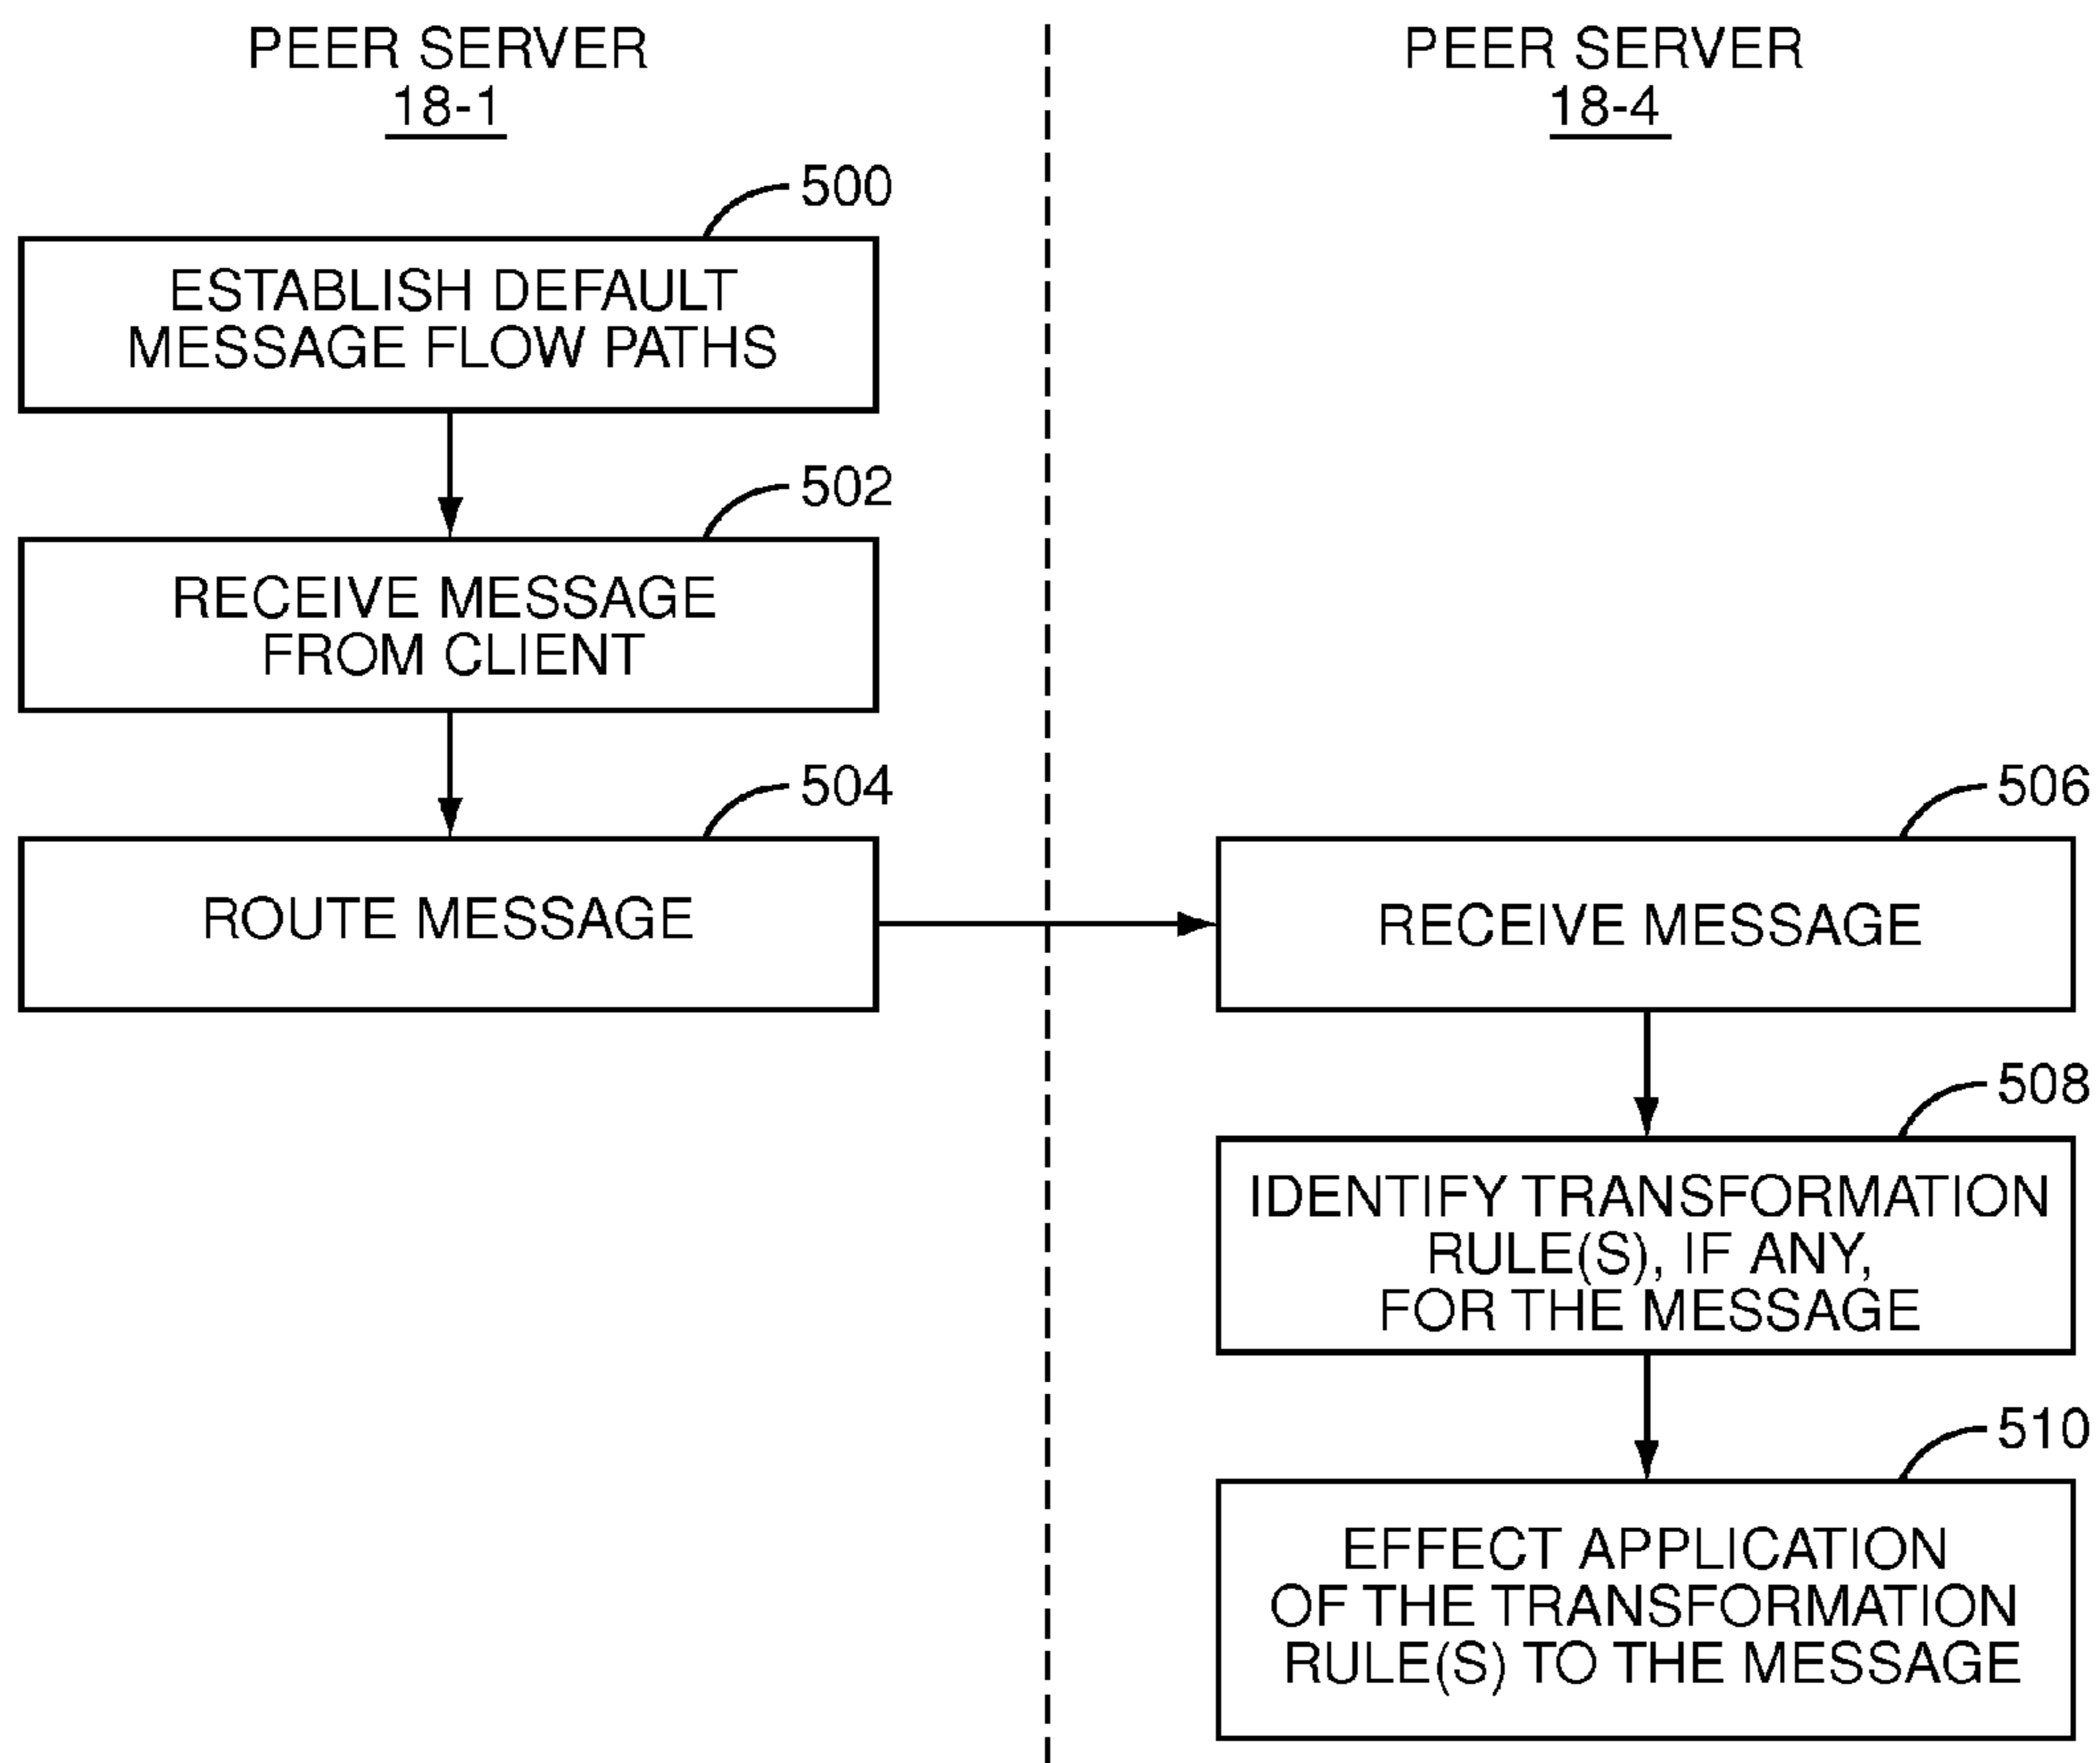 PEER SERVER
18-1
500
ESTABLISH DEFAULT
MESSAGE FLOW PATHS
502
RECEIVE MESSAGE
FROM CLIENT
504
ROUTE MESSAGE
PEER SERVER
18-4
506
RECEIVE MESSAGE
508
IDENTIFY TRANSFORMATION
RULE(S), IF ANY,
FOR THE MESSAGE
510
EFFECT APPLICATION
OF THE TRANSFORMATION
RULE(S) TO THE MESSAGE